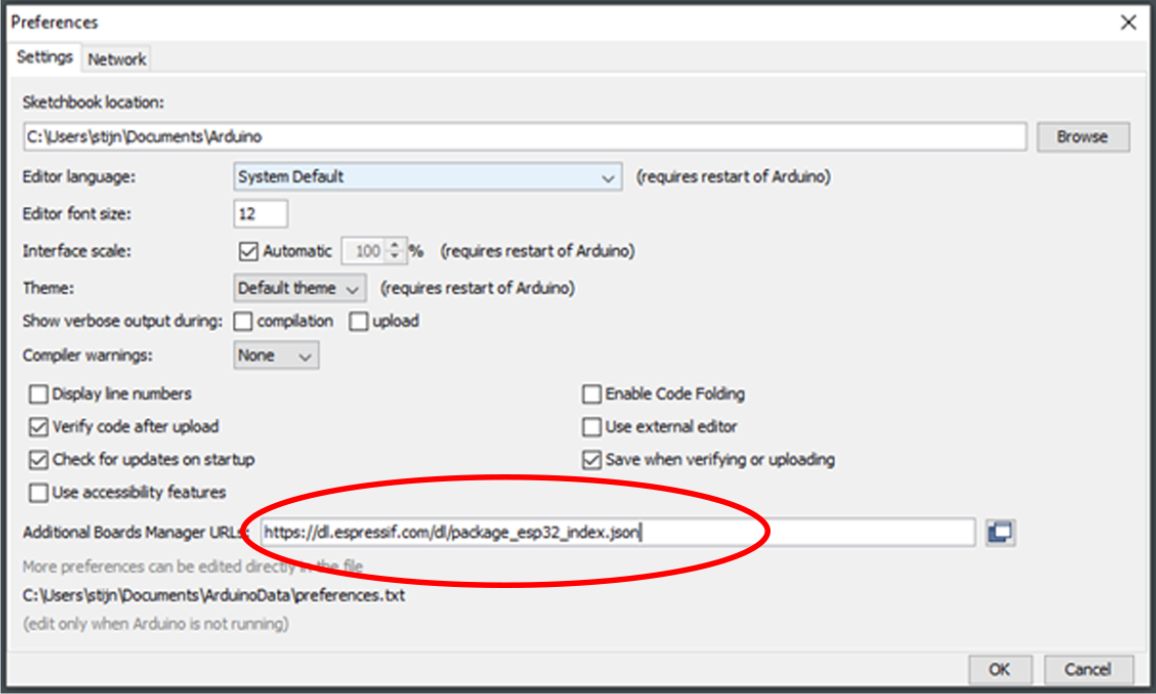 Preferences
Settings Network
Sketchbook location:
C:\Users\stijn\Documents\Arduino Browse
Editor language: System Default (requires restart of Arduino)
Editor font size: 12
Interface scale: Automatic 100 % (requires restart of Arduino)
Theme: Default theme (requires restart of Arduino)
Show verbose output during: compilation upload
Compiler warnings: None
Display line numbers Enable Code Folding
Verify code after upload Use external editor
Check for updates on startup Save when verifying or uploading
Use accessibility features
Additional Boards Manager URLs: https://dl.espressif.com/dl/package_esp32_index.json
More preferences can be edited directly in the file
C:\Users\stijn\Documents\ArduinoData\preferences.txt
(edit only when Arduino is not running)
OK Cancel